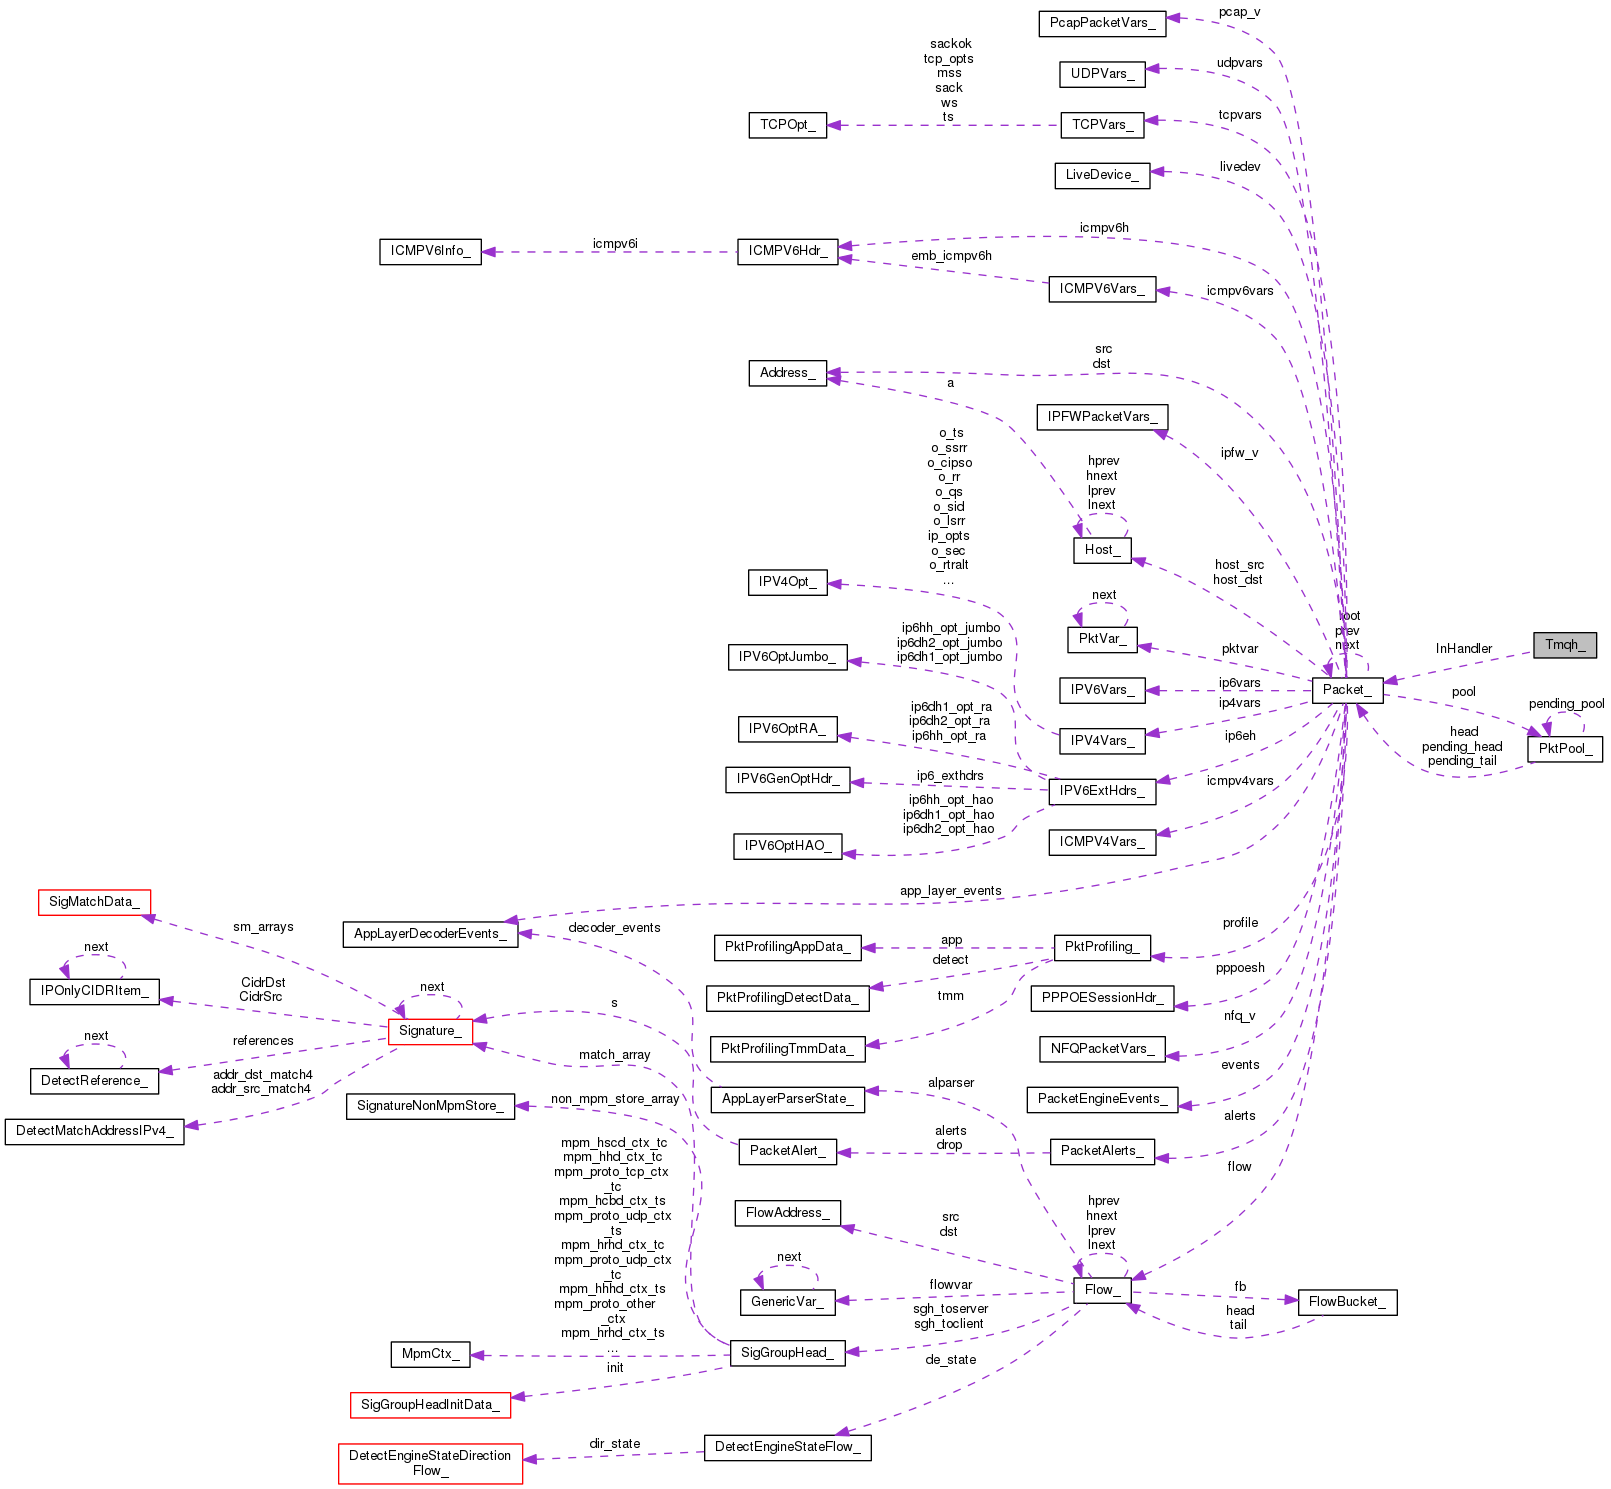 PcapPacketVars_
pcap_v
sackok
tcp_opts
mss
sack
ws
ts
UDPVars_
udpvars
TCPOpt_
TCPVars_
tcpvars
LiveDevice_
livedev
ICMPV6Info_
icmpv6i
ICMPV6Hdr_
icmpv6h
emb_icmpv6h
ICMPV6Vars_
icmpv6vars
Address_
src
dst
a
IPFWPacketVars_
ipfw_v
o_ts
o_ssrr
o_cipso
o_rr
o_qs
o_sid
o_lsrr
ip_opts
o_sec
o_rtralt
...
hprev
hnext
lprev
lnext
Host_
host_src
host_dst
IPV4Opt_
next
PktVar_
pktvar
root
prev
next
Tmqh_
InHandler
ip6hh_opt_jumbo
ip6dh2_opt_jumbo
ip6dh1_opt_jumbo
IPV6OptJumbo_
IPV6Vars_
ip6vars
Packet_
pool
pending_pool
ip6dh1_opt_ra
ip6dh2_opt_ra
ip6hh_opt_ra
IPV6OptRA_
IPV4Vars_
ip4vars
ip6eh
head
pending_head
pending_tail
PktPool_
IPV6GenOptHdr_
ip6_exthdrs
IPV6ExtHdrs_
icmpv4vars
ip6hh_opt_hao
ip6dh1_opt_hao
ip6dh2_opt_hao
IPV6OptHAO_
ICMPV4Vars_
app_layer_events
SigMatchData_
sm_arrays
AppLayerDecoderEvents_
decoder_events
PktProfilingAppData_
app
detect
PktProfiling_
profile
next
IPOnlyCIDRItem_
CidrDst
CidrSrc
next
Signature_
s
PktProfilingDetectData_
tmm
PPPOESessionHdr_
pppoesh
next
references
DetectReference_
match_array
PktProfilingTmmData_
NFQPacketVars_
nfq_v
addr_dst_match4
addr_src_match4
SignatureNonMpmStore_
non_mpm_store_array
AppLayerParserState_
alparser
PacketEngineEvents_
events
DetectMatchAddressIPv4_
PacketAlert_
alerts
drop
PacketAlerts_
alerts
flow
mpm_hscd_ctx_tc
mpm_hhd_ctx_tc
mpm_proto_tcp_ctx
_tc
mpm_hcbd_ctx_ts
mpm_proto_udp_ctx
_ts
mpm_hrhd_ctx_tc
mpm_proto_udp_ctx
_tc
mpm_hhhd_ctx_ts
mpm_proto_other
_ctx
mpm_hrhd_ctx_ts
...
FlowAddress_
src
dst
hprev
hnext
lprev
lnext
next
GenericVar_
flowvar
Flow_
fb
FlowBucket_
head
tail
sgh_toserver
sgh_toclient
MpmCtx_
SigGroupHead_
de_state
init
SigGroupHeadInitData_
DetectEngineStateDirection
Flow_
dir_state
DetectEngineStateFlow_